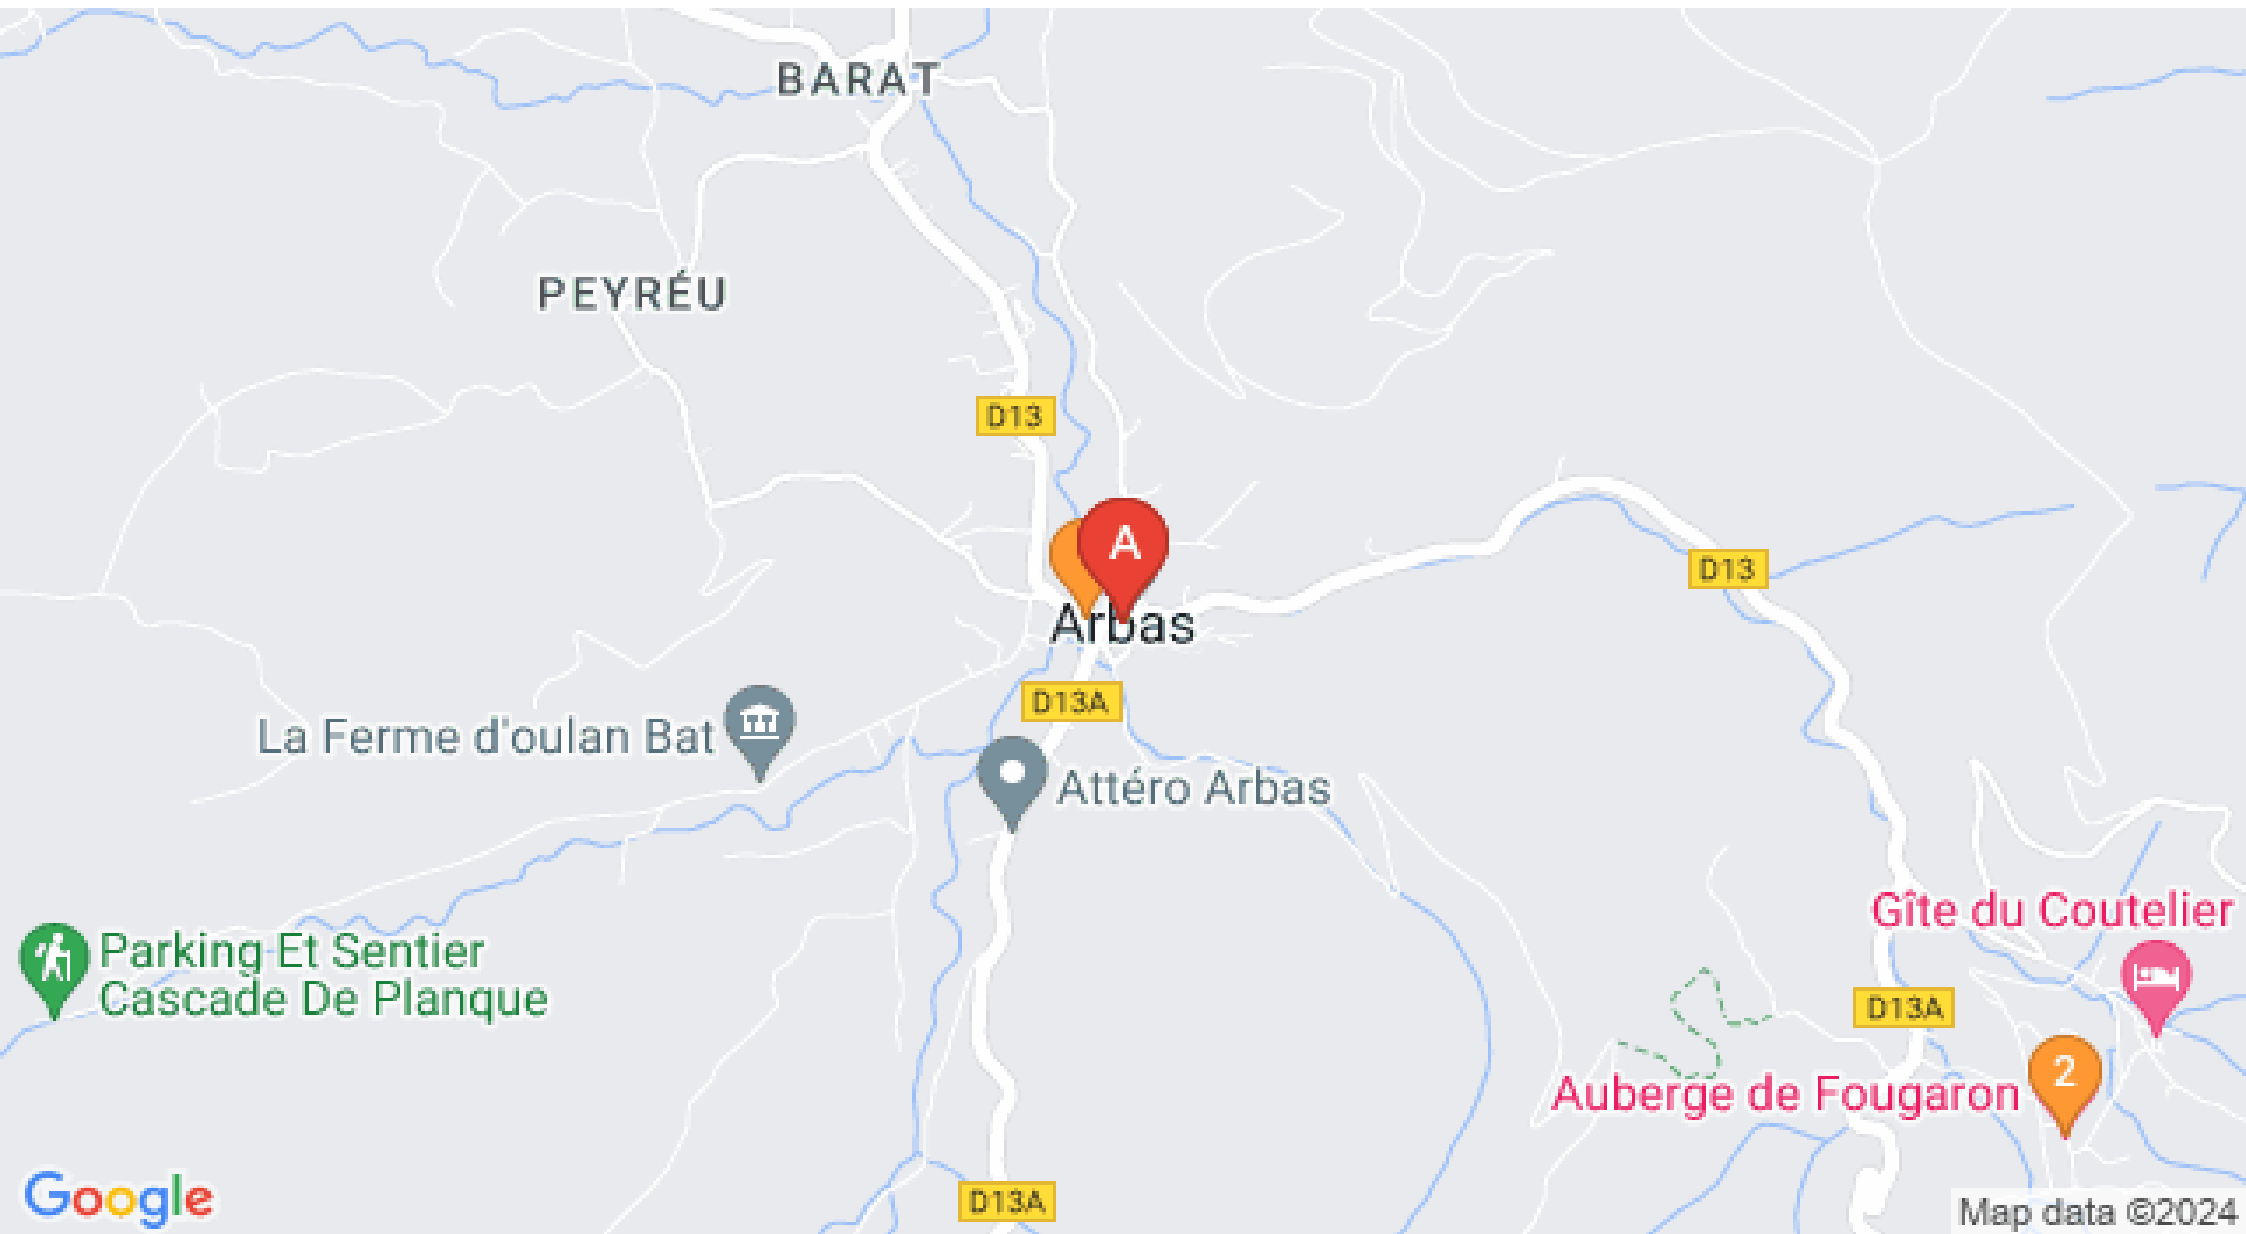 BARAT
PEYRÉU
D13
A
D13
Arbas
D13A
La Ferme d'oulan Bat
Attéro Arbas
Gîte du Coutelier
Parking Et Sentier
Cascade De Planque
D13A
2
Auberge de Fougaron
D13A
Google
Map data ©2024